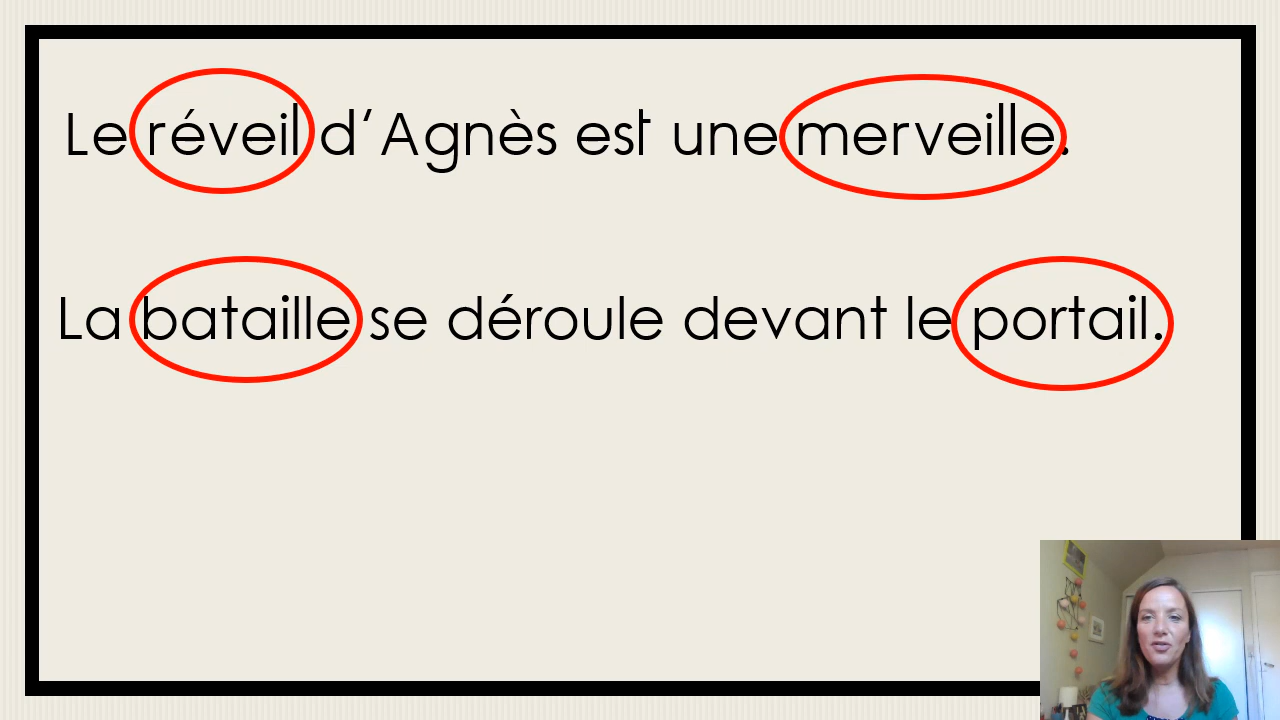 Le réveil d’Agnès est une merveille.
La bataille se déroule devant le portail.